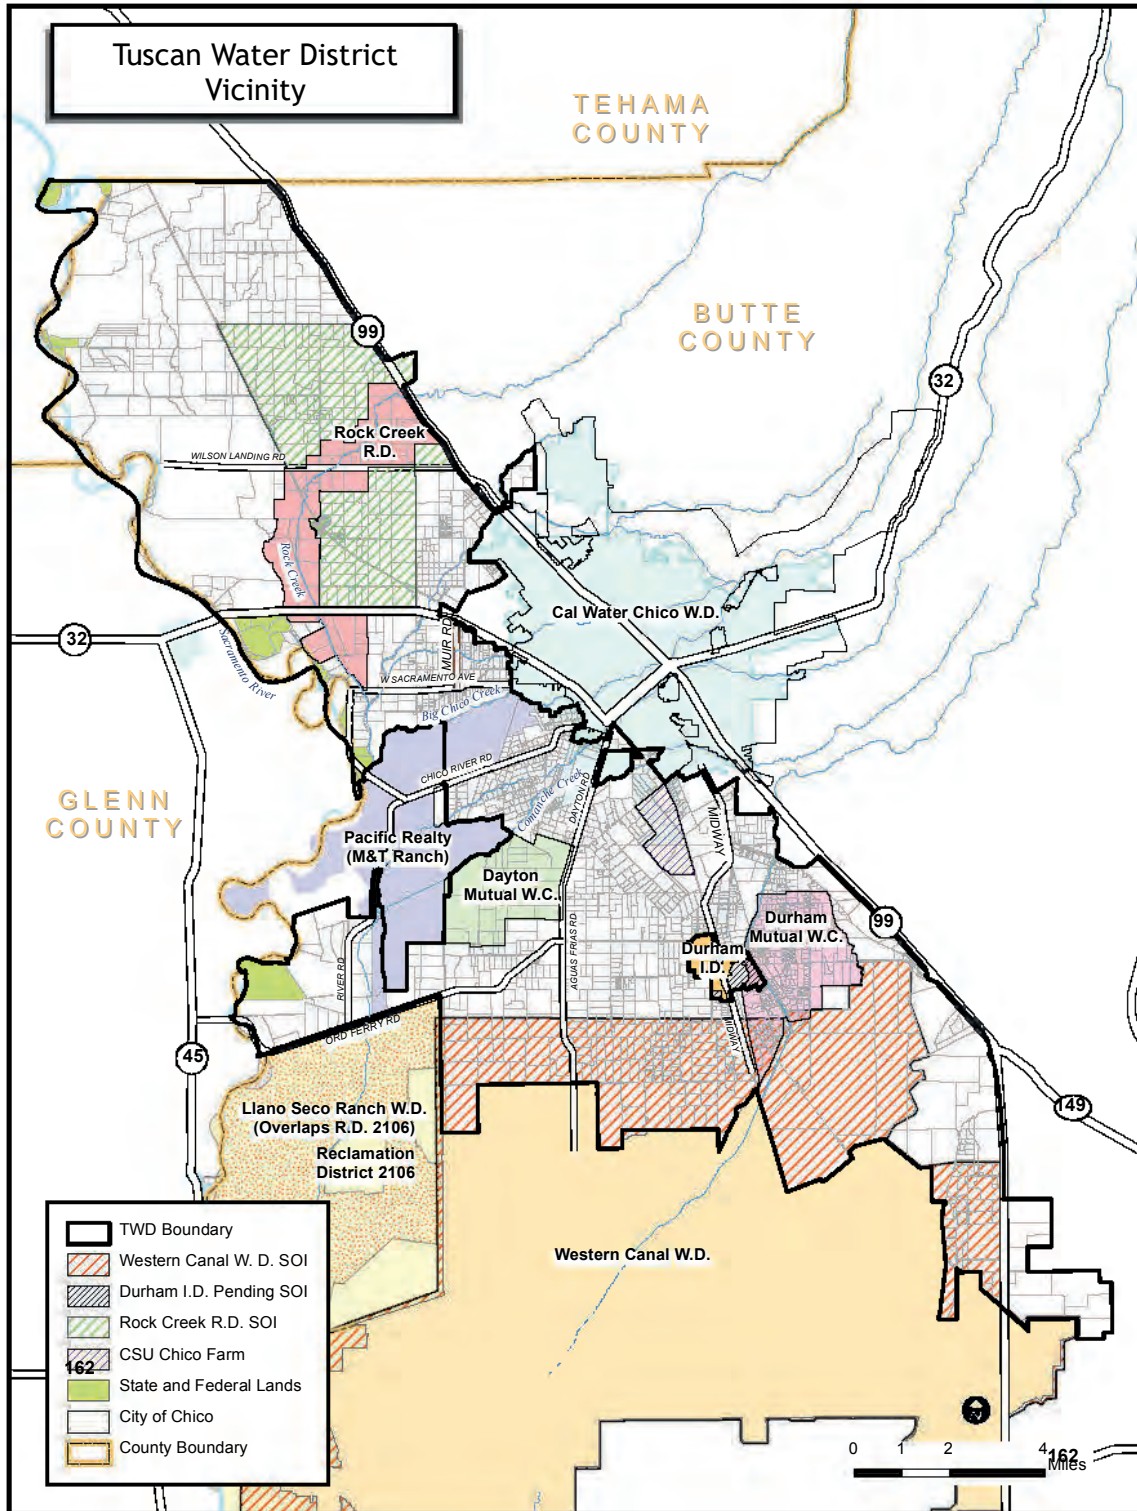 Tuscan Water District
Vicinity
TEHAMA
COUNTY
BUTTE
COUNTY
99
32
Rock Creek
R.D.
WILSON LANDING RD
Rock Creek
Cal Water Chico W.D.
32
MUIR RD
Sacramento River
W SACRAMENTO AVE
Big Chico Creek
CHICO RIVER RD
Comanche Creek
DAYTON RD
MIDWAY
GLENN
COUNTY
Pacific Realty
(M&T Ranch)
Dayton
Mutual W.C.
Durham
Mutual W.C.
99
Durham
I.D.
AGUAS FRIAS RD
RIVER RD
ORD FERRY RD
MIDWAY
45
149
Llano Seco Ranch W.D.
(Overlaps R.D. 2106)
Reclamation
District 2106
Western Canal W.D.
TWD Boundary
Western Canal W. D. SOI
Durham I.D. Pending SOI
Rock Creek R.D. SOI
CSU Chico Farm
162
State and Federal Lands
City of Chico
County Boundary
0 1 2 4
Miles
162